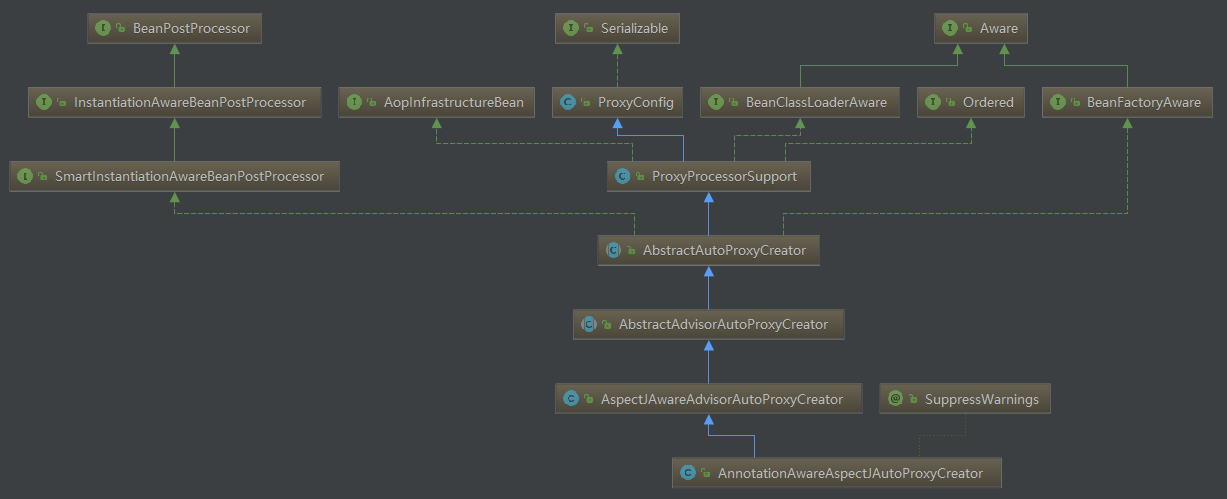 BeanPostProcessor
Serializable
Aware
InstantiationAwareBeanPostProcessor
AopInfrastructureBean
ProxyConfig
BeanClassLoaderAware
Ordered
BeanFactoryAware
SmartInstantiationAwareBeanPostProcessor
ProxyProcessorSupport
AbstractAutoProxyCreator
AbstractAdvisorAutoProxyCreator
AspectJAwareAdvisorAutoProxyCreator
SuppressWarnings
AnnotationAwareAspectJAutoProxyCreator